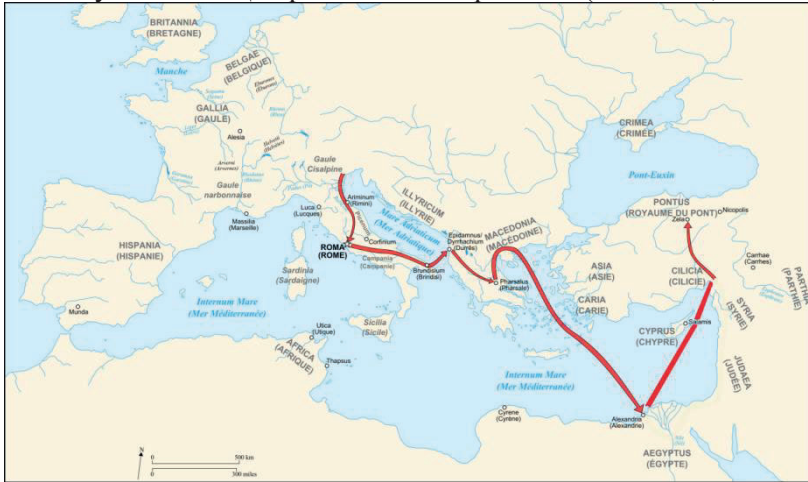 BRITANNIA
(BRETAGNE)
BELGAE
(BELGIQUE)
Manche
GALLIA
(GAULE)
Alesia
Gaule
Cisalpine
Gaule
narbonnaise
CRIMEA
(CRIMÉE)
Pont-Euxin
Ariminum
(Rimini)
Luca
(Lucques)
ILLYRICUM
(ILLYRIE)
Mare Adriaticum
(Mer Adriatique)
PONTUS
(ROYAUME DU PONT)
Nicopolis
Zela
Massilia
(Marseille)
Corfinium
ROMA
(ROME)
Epidamnus/
Dyrrhachium
(Durrës)
MACEDONIA
(MACÉDOINE)
HISPANIA
(HISPANIE)
Campania
(Campanie)
Brundisium
(Brindisi)
Pharsalus
(Pharsale)
ASIA
(ASIE)
CILICIA
(CILICIE)
Carrhae
(Carrhes)
PARTHIA
(PARTHIE)
Sardinia
(Sardaigne)
CARIA
(CARIE)
SYRIA
(SYRIE)
Internum Mare
(Mer Méditerranée)
Munda
Sicilia
(Sicile)
Utica
(Utique)
AFRICA
(AFRIQUE)
Thapsus
Salamis
CYPRUS
(CHYPRE)
JUDAEA
(JUDÉE)
Internum Mare
(Mer Méditerranée)
Cyrene
(Cyrène)
Alexandria
(Alexandrie)
AEGYPTUS
(ÉGYPTE)
N
500 km
300 miles